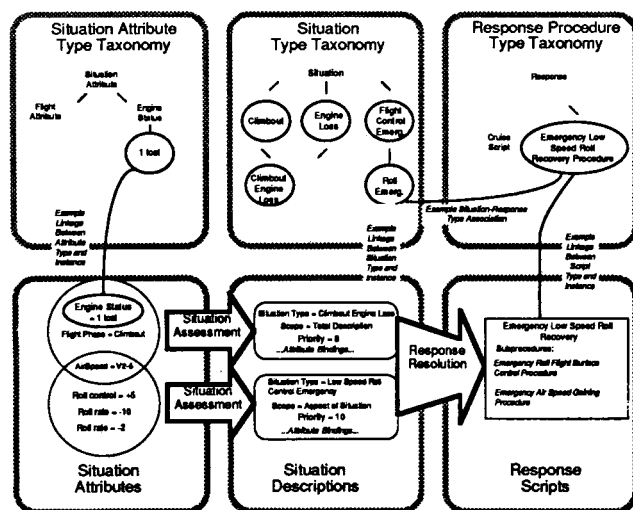 Situation Attribute
Type Taxonomy
Situation
Attribute
Flight
Attribute
Engine
Status
1 lost
Example
Linkage
Between
Attribute
Type and
Instance
Situation
Type Taxonomy
Situation
Climbout
Engine
Loss
Flight
Control
Emerg.
Climbout
Engine
Loss
Roll
Emerg.
Example
Linkage
Between
Situation
Type and
Instance
Response Procedure
Type Taxonomy
Response
Cruise
Script
Emergency Low
Speed Roll
Recovery Procedure
Example Situation-Response
Type Association
Example
Linkage
Between
Script
Type and
Instance
Engine Status
= 1 lost
Flight Phase = Climbout
AirSpeed = V2-5
Roll control = +5
Roll rate = -10
Roll rate = -2
Situation
Attributes
Situation
Assessment
Situation
Assessment
Situation Type = Climbout Engine Loss
Scope = Total Description
Priority = 8
...Attribute Bindings...
Situation Type = Low Speed Roll
Control Emergency
Scope = Aspect of Situation
Priority = 10
...Attribute Bindings...
Situation
Descriptions
Response
Resolution
Emergency Low Speed Roll
Recovery
Subprocedures:
Emergency Roll Flight Surface
Control Procedure
Emergency Air Speed Gaining
Procedure
Response
Scripts